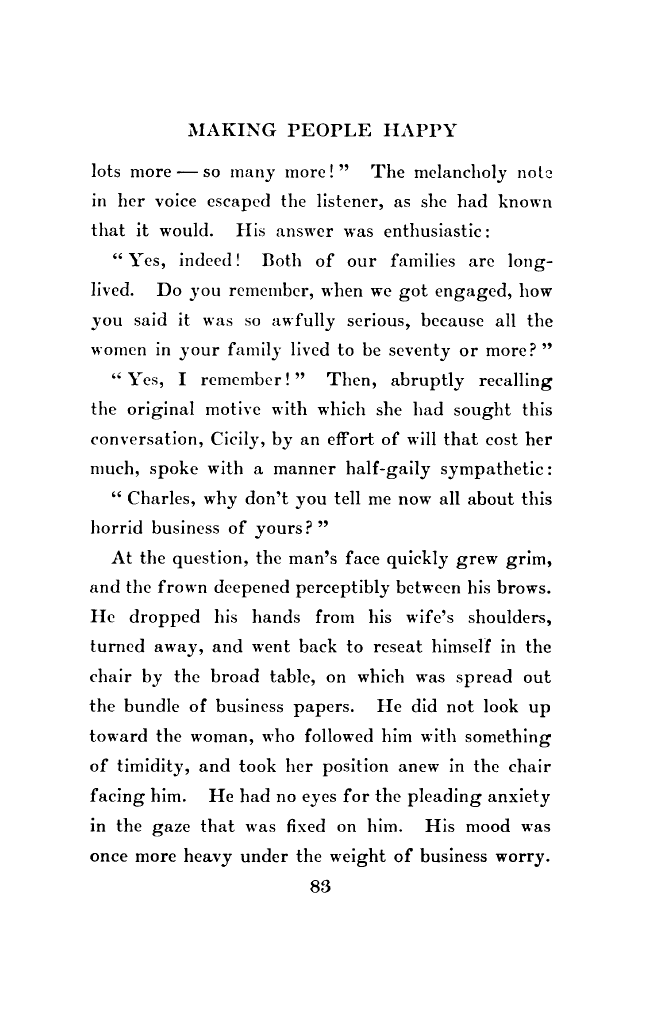 MAKING PEOPLE HAPPY
lots more — so many more!” The melancholy note
in her voice escaped the listener, as she had known
that it would. His answer was enthusiastic:
“Yes, indeed! Both of our families are long-
lived. Do you remember, when we got engaged, how
you said it was so awfully serious, because all the
women in your family lived to be seventy or more?”
“Yes, I remember!” Then, abruptly recalling
the original motive with which she had sought this
conversation, Cicily, by an effort of will that cost her
much, spoke with a manner half-gaily sympathetic:
“Charles, why don’t you tell me now all about this
horrid business of yours?”
At the question, the man’s face quickly grew grim,
and the frown deepened perceptibly between his brows.
He dropped his hands from his wife’s shoulders,
turned away, and went back to reseat himself in the
chair by the broad table, on which was spread out
the bundle of business papers. He did not look up
toward the woman, who followed him with something
of timidity, and took her position anew in the chair
facing him. He had no eyes for the pleading anxiety
in the gaze that was fixed on him. His mood was
once more heavy under the weight of business worry.
83